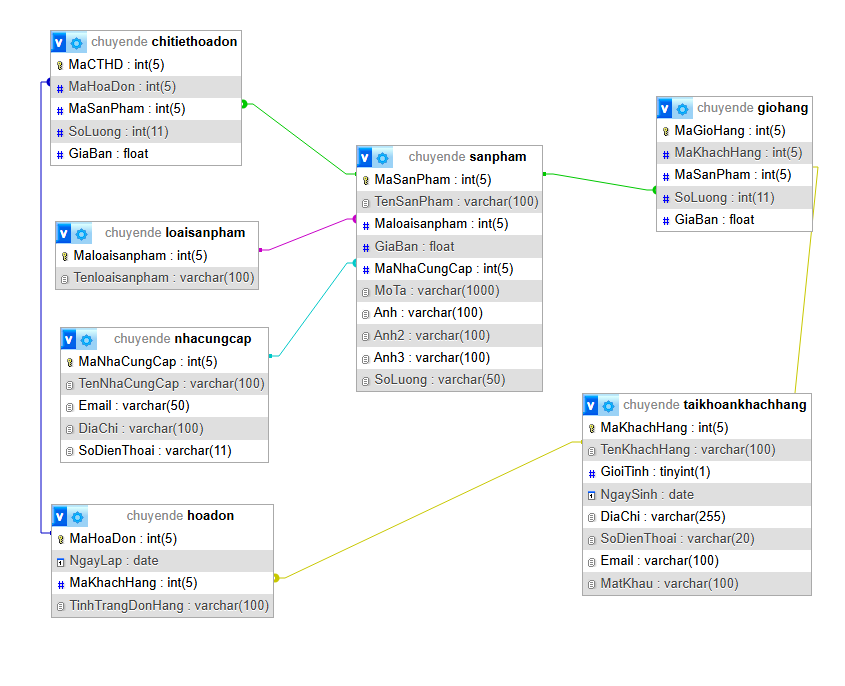 v chuyende chitiethoadon
MaCTHD : int(5)
# MaHoaDon : int(5)
# MaSanPham : int(5)
# SoLuong : int(11)
# GiaBan : float
v chuyende loaisanpham
Maloaisanpham : int(5)
Tenloaisanpham : varchar(100)
v chuyende nhacungcap
MaNhaCungCap : int(5)
TenNhaCungCap : varchar(100)
Email : varchar(50)
DiaChi : varchar(100)
SoDienThoai : varchar(11)
v chuyende hoadon
MaHoaDon : int(5)
NgayLap : date
# MaKhachHang : int(5)
TinhTrangDonHang : varchar(100)
v chuyende sanpham
MaSanPham : int(5)
TenSanPham : varchar(100)
# Maloaisanpham : int(5)
# GiaBan : float
# MaNhaCungCap : int(5)
MoTa : varchar(1000)
Anh : varchar(100)
Anh2 : varchar(100)
Anh3 : varchar(100)
SoLuong : varchar(50)
v chuyende giohang
MaGioHang : int(5)
# MaKhachHang : int(5)
# MaSanPham : int(5)
# SoLuong : int(11)
# GiaBan : float
v chuyende taikhoankhachhang
MaKhachHang : int(5)
TenKhachHang : varchar(100)
# GioiTinh : tinyint(1)
NgaySinh : date
DiaChi : varchar(255)
SoDienThoai : varchar(20)
Email : varchar(100)
MatKhau : varchar(100)